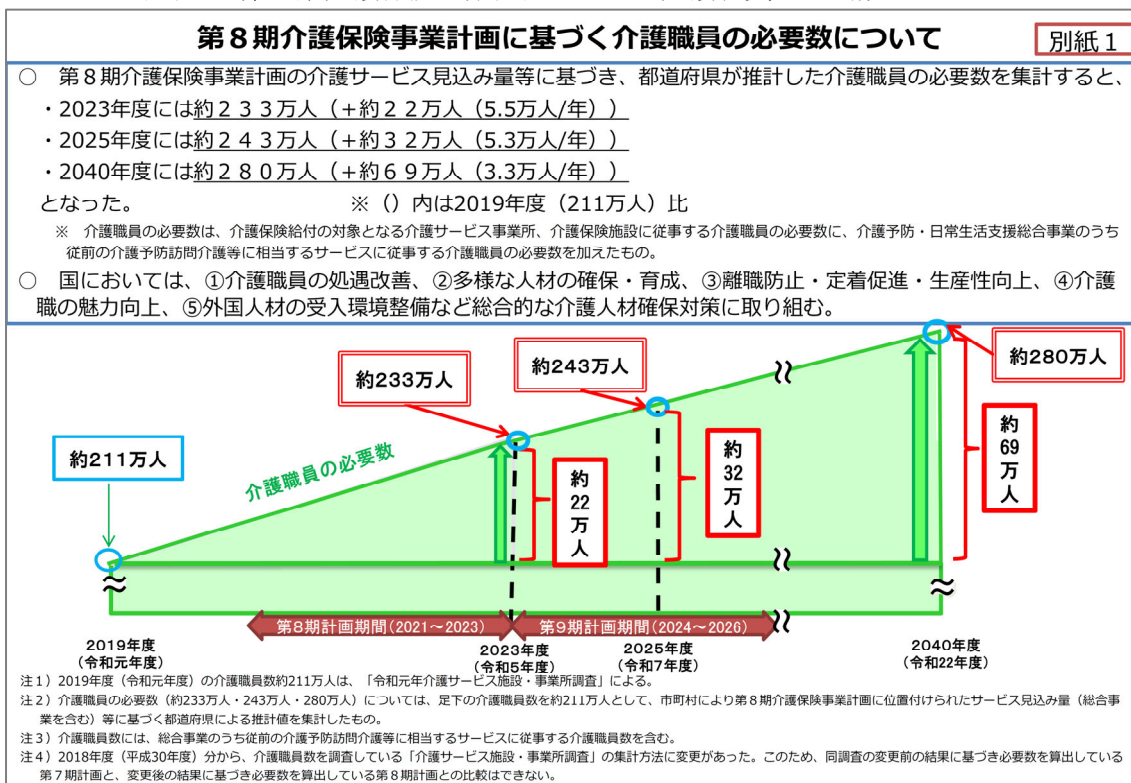 第８期介護保険事業計画に基づく介護職員の必要数について
別紙１
○　第８期介護保険事業計画の介護サービス見込み量等に基づき、都道府県が推計した介護職員の必要数を集計すると、
・2023年度には約２３３万人（＋約２２万人（5.5万人/年））
・2025年度には約２４３万人（＋約３２万人（5.3万人/年））
・2040年度には約２８０万人（＋約６９万人（3.3万人/年））
となった。　※（）内は2019年度（211万人）比
※　介護職員の必要数は、介護保険給付の対象となる介護サービス事業所、介護保険施設に従事する介護職員の必要数に、介護予防・日常生活支援総合事業のうち
従前の介護予防訪問介護等に相当するサービスに従事する介護職員の必要数を加えたもの。
○　国においては、①介護職員の処遇改善、②多様な人材の確保・育成、③離職防止・定着促進・生産性向上、④介護
職の魅力向上、⑤外国人材の受入環境整備など総合的な介護人材確保対策に取り組む。
約211万人
約233万人
約243万人
約280万人
介護職員の必要数
約22万人
約32万人
約69万人
第8期計画期間(2021～2023)
第9期計画期間(2024～2026)
2019年度
(令和元年度)
2023年度
(令和5年度)
2025年度
(令和7年度)
2040年度
(令和22年度)
注１）2019年度（令和元年度）の介護職員数約211万人は、「令和元年介護サービス施設・事業所調査」による。
注２）介護職員の必要数（約233万人・243万人・280万人）については、足下の介護職員数を約211万人として、市町村により第８期介護保険事業計画に位置付けられたサービス見込み量（総合事
業を含む）等に基づく都道府県による推計値を集計したもの。
注３）介護職員数には、総合事業のうち従前の介護予防訪問介護等に相当するサービスに従事する介護職員数を含む。
注４）2018年度（平成30年度）分から、介護職員数を調査している「介護サービス施設・事業所調査」の集計方法に変更があった。このため、同調査の変更前の結果に基づき必要数を算出している
第７期計画と、変更後の結果に基づき必要数を算出している第８期計画との比較はできない。